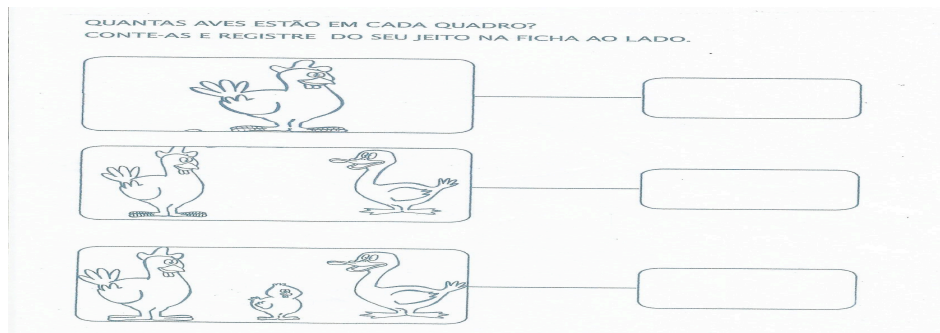 QUANTAS AVES ESTÃO EM CADA QUADRO?
CONTE-AS E REGISTRE DO SEU JEITO NA FICHA AO LADO.